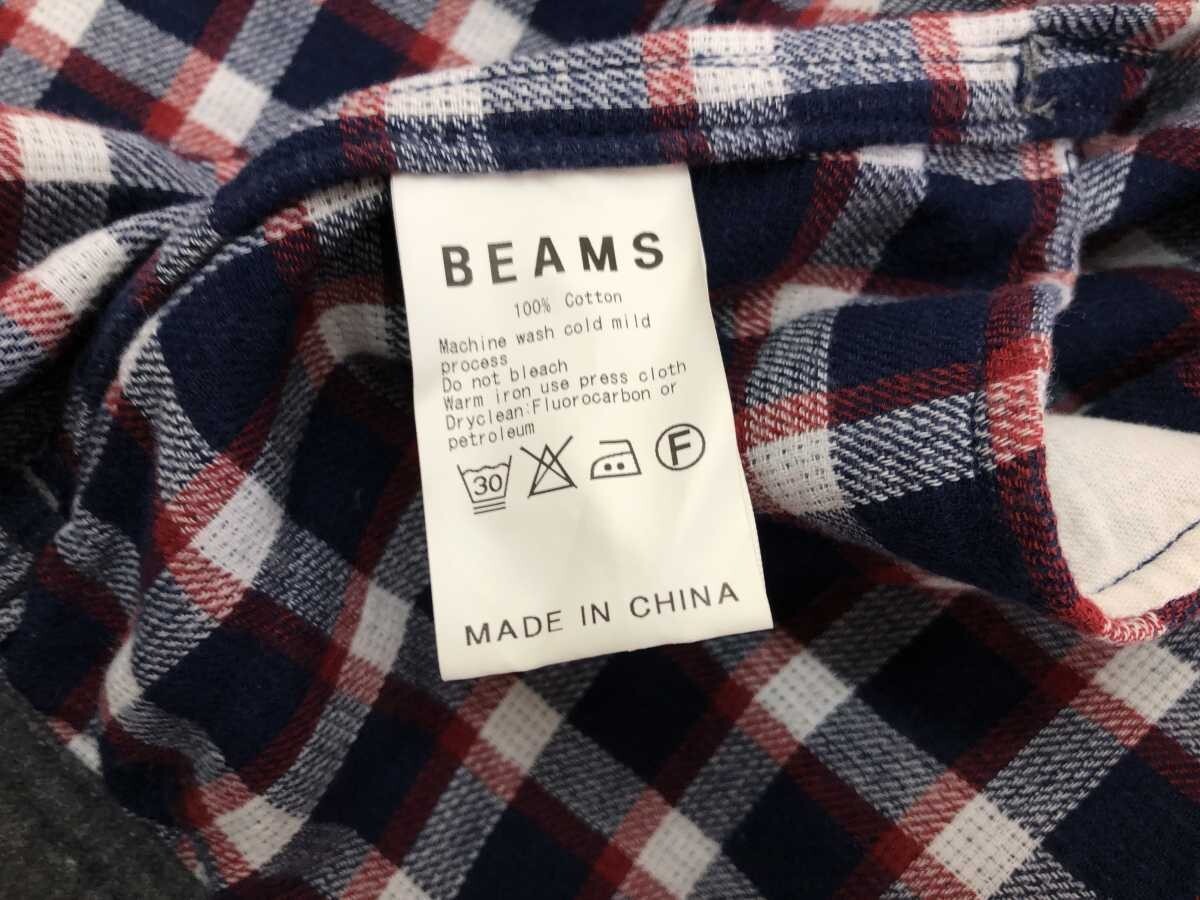 BEAMS
100% Cotton
Machine wash cold mild
process
Do not bleach
Warm iron use press cloth
Dryclean:Fluorocarbon or
petroleum
30 F
MADE IN CHINA